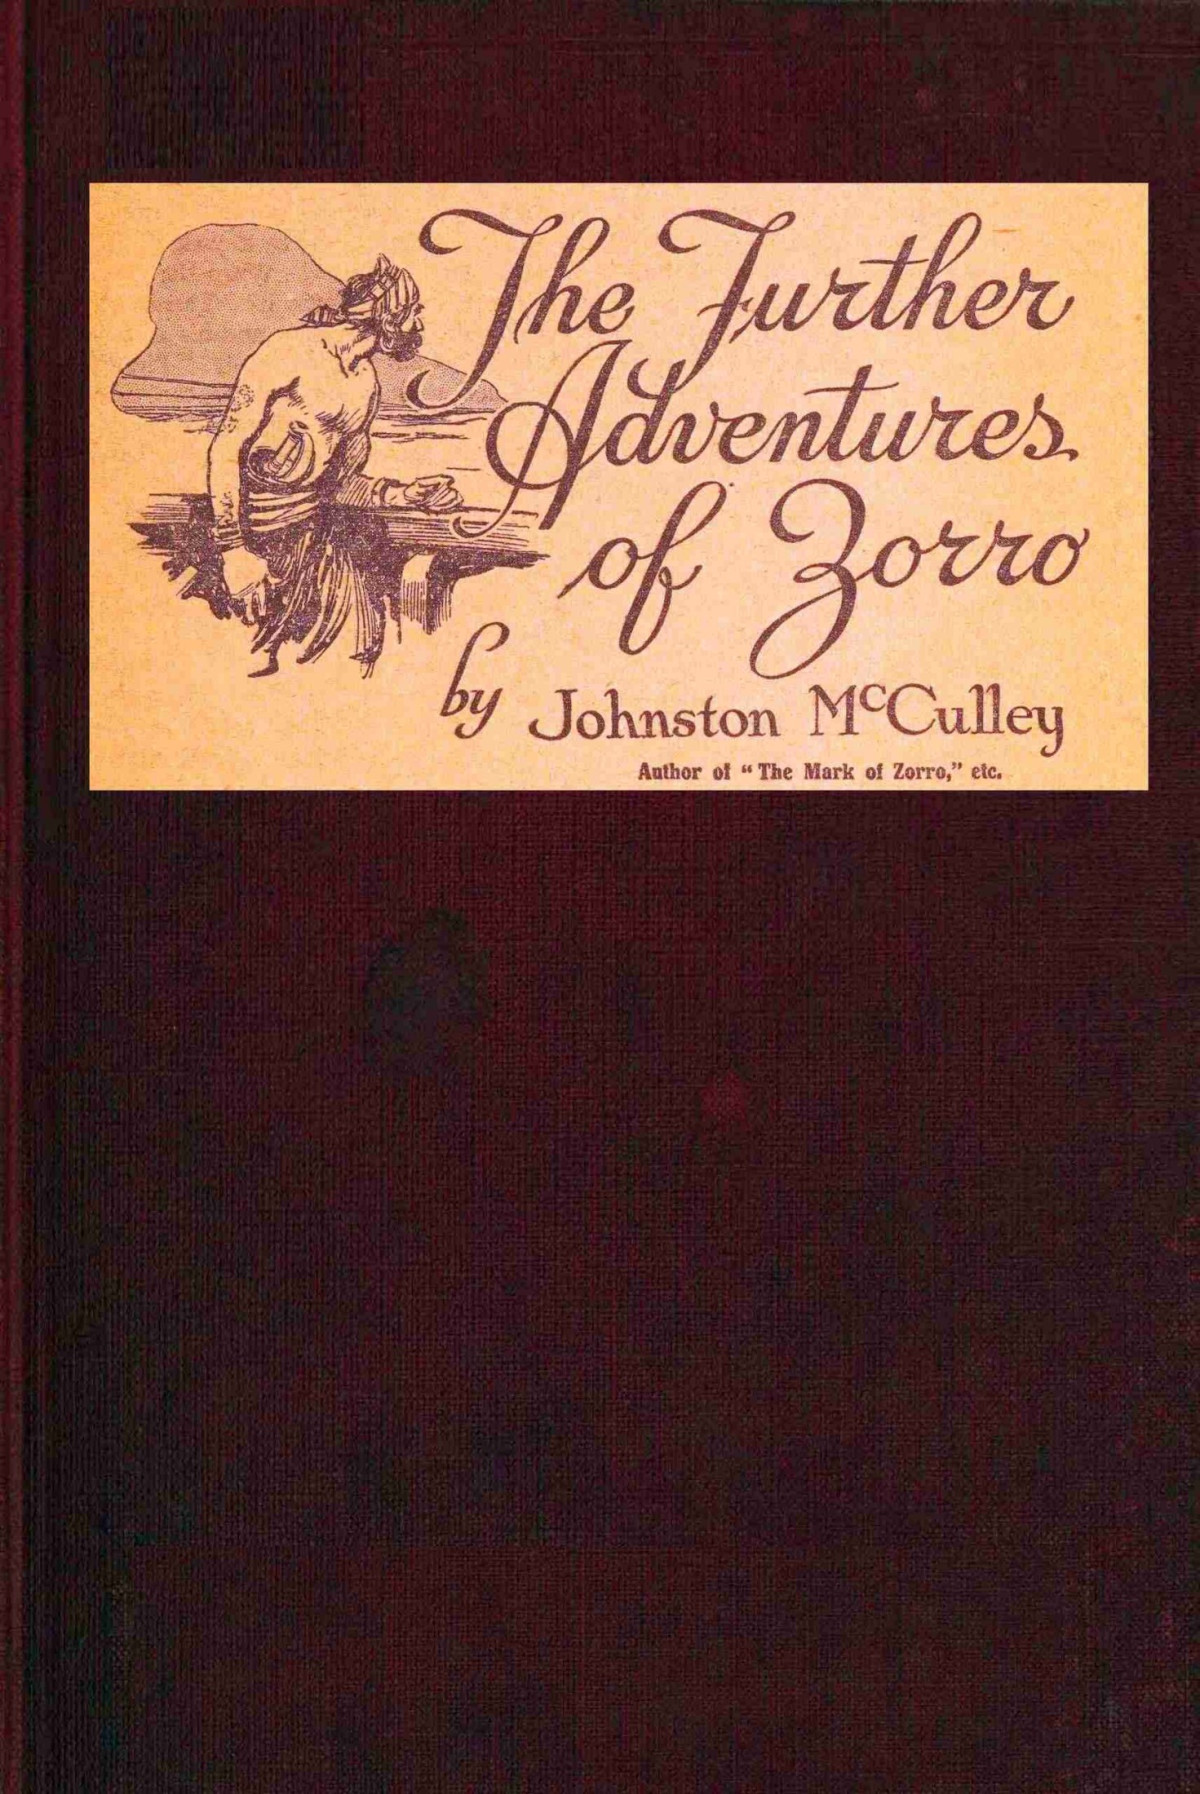 The Further
Adventures
of Zorro
by Johnston McCulley
Author of “The Mark of Zorro,” etc.